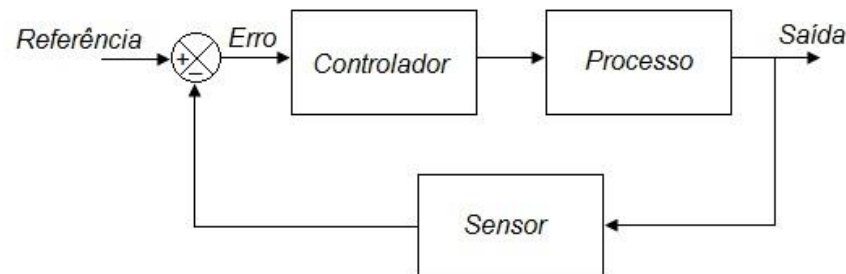 Referência
Erro
Controlador
Processo
Saída
+
−
Sensor